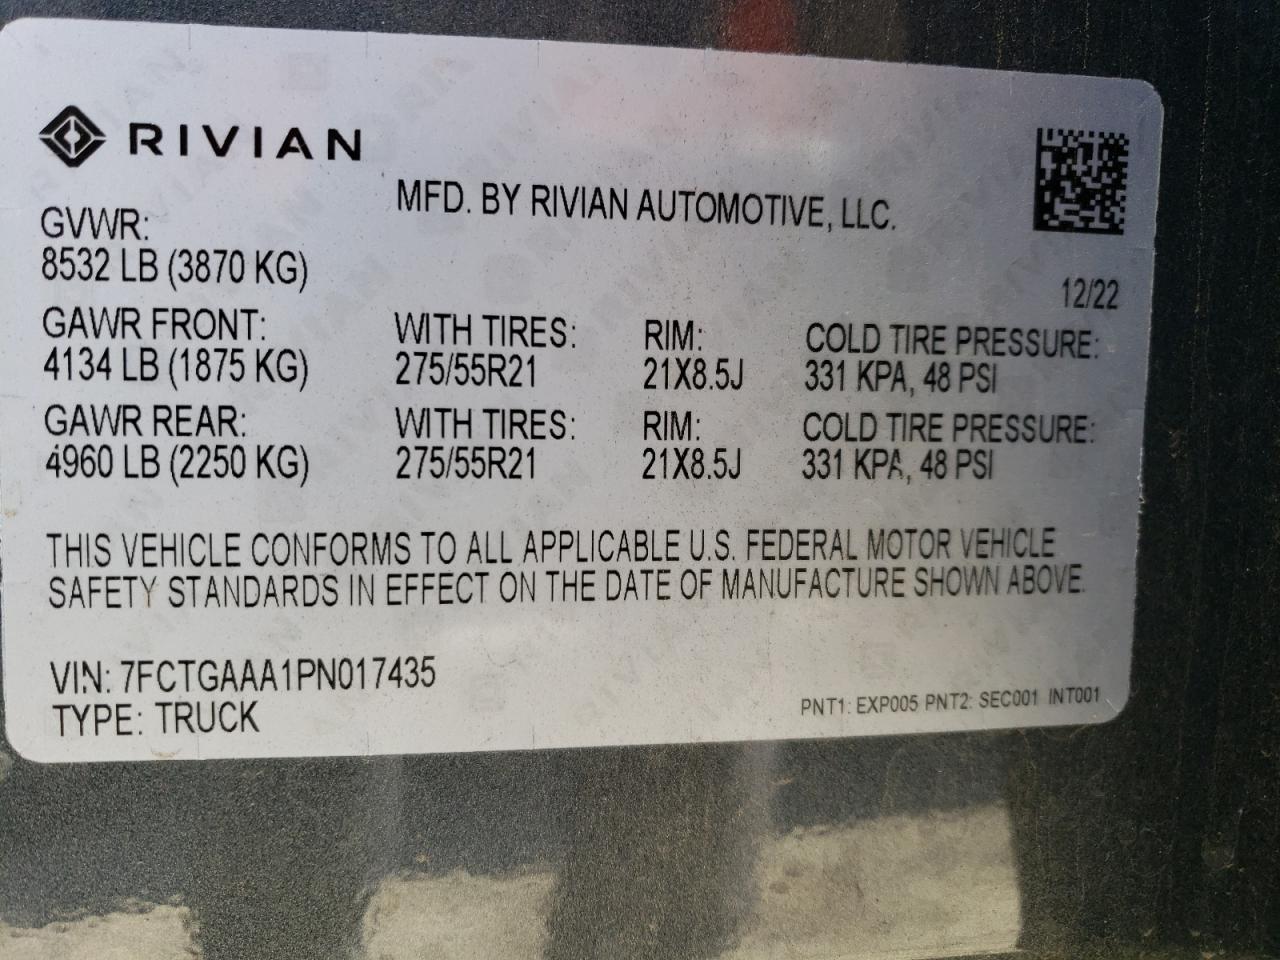 RIVIAN
MFD. BY RIVIAN AUTOMOTIVE, LLC.
GVWR:
8532 LB (3870 KG)
12/22
GAWR FRONT: WITH TIRES: RIM: COLD TIRE PRESSURE:
4134 LB (1875 KG) 275/55R21 21X8.5J 331 KPA, 48 PSI
GAWR REAR: WITH TIRES: RIM: COLD TIRE PRESSURE:
4960 LB (2250 KG) 275/55R21 21X8.5J 331 KPA, 48 PSI
THIS VEHICLE CONFORMS TO ALL APPLICABLE U.S. FEDERAL MOTOR VEHICLE
SAFETY STANDARDS IN EFFECT ON THE DATE OF MANUFACTURE SHOWN ABOVE.
VIN: 7FCTGAAA1PN017435
TYPE: TRUCK
PNT1: EXP005 PNT2: SEC001 INT001